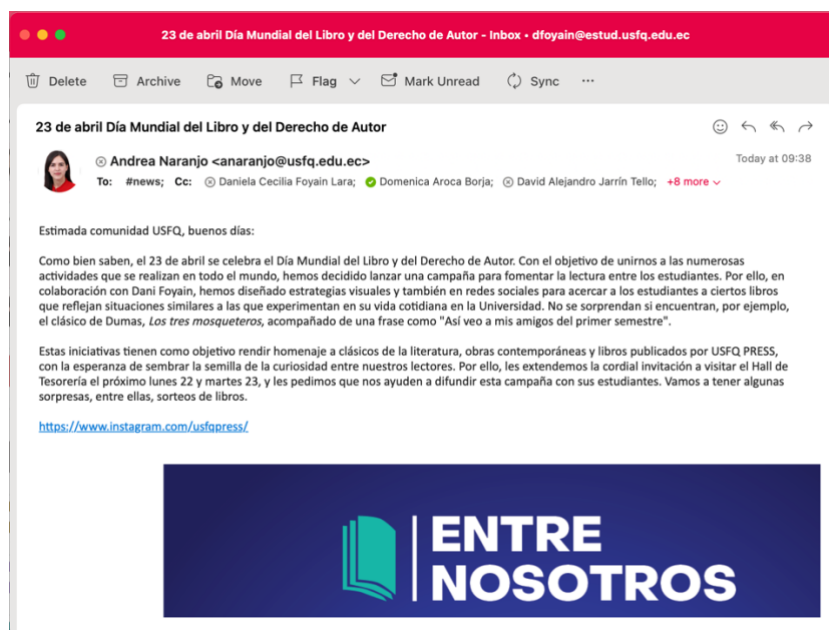 23 de abril Día Mundial del Libro y del Derecho de Autor - Inbox • dfoyain@estud.usfq.edu.ec
Delete Archive Move Flag Mark Unread Sync ...
23 de abril Día Mundial del Libro y del Derecho de Autor
Andrea Naranjo <anaranjo@usfq.edu.ec>
Today at 09:38
To: #news; Cc: Daniela Cecilia Foyain Lara; Domenica Aroca Borja; David Alejandro Jarrín Tello; +8 more
Estimada comunidad USFQ, buenos días:
Como bien saben, el 23 de abril se celebra el Día Mundial del Libro y del Derecho de Autor. Con el objetivo de unirnos a las numerosas
actividades que se realizan en todo el mundo, hemos decidido lanzar una campaña para fomentar la lectura entre los estudiantes. Por ello, en
colaboración con Dani Foyain, hemos diseñado estrategias visuales y también en redes sociales para acercar a los estudiantes a ciertos libros
que reflejan situaciones similares a las que experimentan en su vida cotidiana en la Universidad. No se sorprendan si encuentran, por ejemplo,
el clásico de Dumas, Los tres mosqueteros, acompañado de una frase como "Así veo a mis amigos del primer semestre".
Estas iniciativas tienen como objetivo rendir homenaje a clásicos de la literatura, obras contemporáneas y libros publicados por USFQ PRESS,
con la esperanza de sembrar la semilla de la curiosidad entre nuestros lectores. Por ello, les extendemos la cordial invitación a visitar el Hall de
Tesorería el próximo lunes 22 y martes 23, y les pedimos que nos ayuden a difundir esta campaña con sus estudiantes. Vamos a tener algunas
sorpresas, entre ellas, sorteos de libros.
https://www.instagram.com/usfqpress/
ENTRE
NOSOTROS